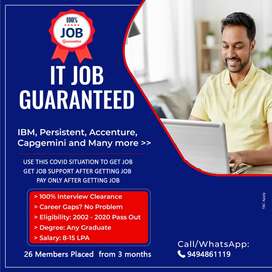 100%
JOB
Guarantee
IT JOB
GUARANTEED
IBM, Persistent, Accenture,
Capgemini and Many more >>
USE THIS COVID SITUATION TO GET JOB
GET JOB SUPPORT AFTER GETTING JOB
PAY ONLY AFTER GETTING JOB
> 100% Interview Clearance
> Career Gaps? No Problem
> Eligibility: 2002 - 2020 Pass Out
> Degree: Any Graduate
> Salary: 8-15 LPA
26 Members Placed from 3 months
Call/WhatsApp:
9494861119